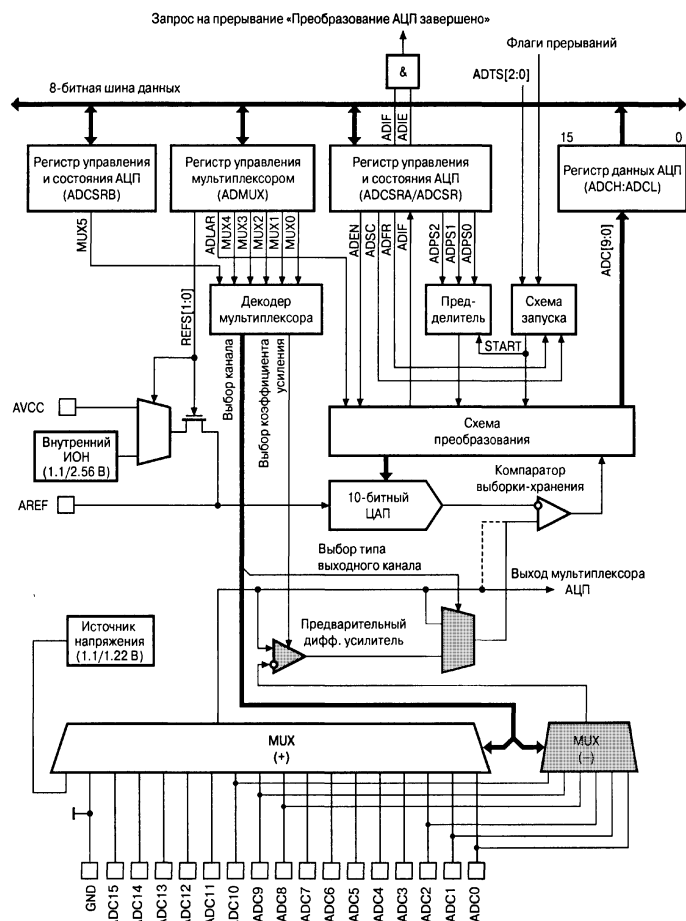 Запрос на прерывание «Преобразование АЦП завершено»
Флаги прерываний
&
ADTS[2:0]
8-битная шина данных
ADIF
ADIE
15
0
Регистр управления
и состояния АЦП
(ADCSRB)
Регистр управления
мультиплексором
(ADMUX)
Регистр управления
и состояния АЦП
(ADCSRA/ADCSR)
Регистр данных АЦП
(ADCH:ADCL)
MUX5
REFS[1:0]
ADLAR
MUX4
MUX3
MUX2
MUX1
MUX0
ADEN
ADSC
ADFR
ADIF
ADPS2
ADPS1
ADPS0
ADC[9:0]
Декодер
мультиплексора
Пред-
делитель
Схема
запуска
START
Выбор канала
Выбор коэффициента
усиления
AVCC
Внутренний
ИОН
(1.1/2.56 В)
Схема
преобразования
Компаратор
выборки-хранения
AREF
10-битный
ЦАП
Выбор типа
выходного канала
Выход мультиплексора
АЦП
Источник
напряжения
(1.1/1.22 В)
Предварительный
дифф. усилитель
MUX
(+)
MUX
(−)
GND
ADC15
ADC14
ADC13
ADC12
ADC11
ADC10
ADC9
ADC8
ADC7
ADC6
ADC5
ADC4
ADC3
ADC2
ADC1
ADC0